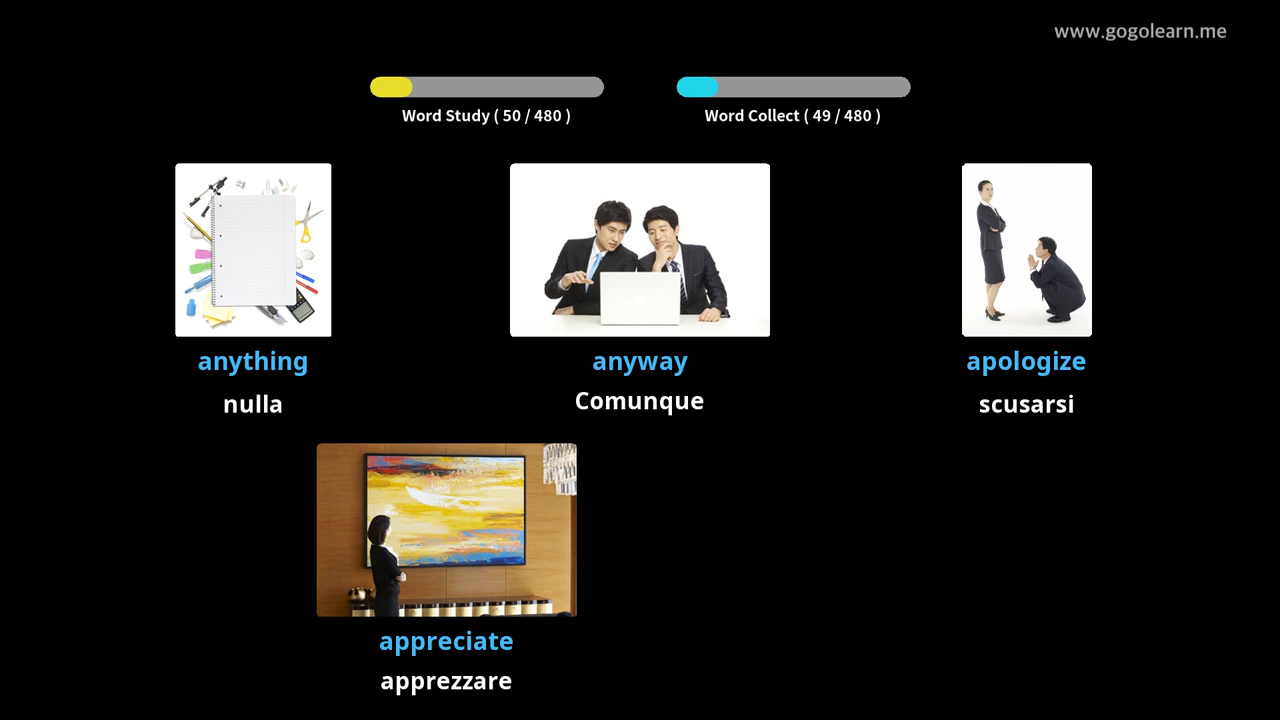 www.gogolearn.me
Word Study ( 50 / 480 )
Word Collect ( 49 / 480 )
anything
nulla
anyway
Comunque
apologize
scusarsi
appreciate
apprezzare